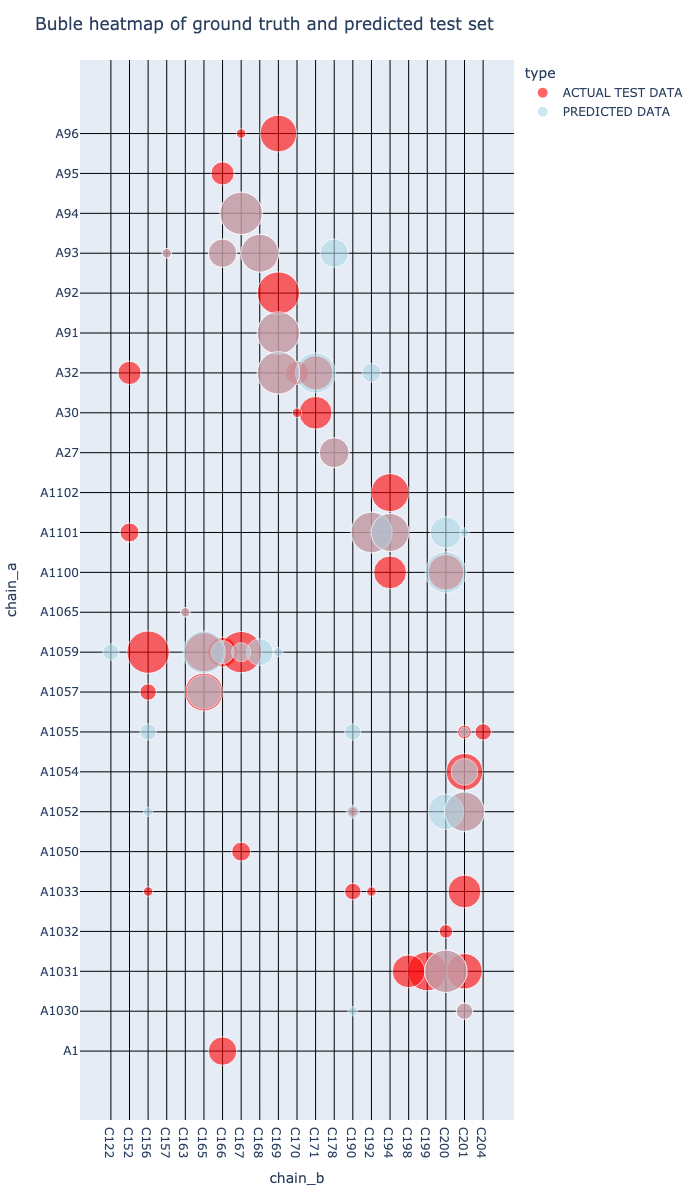 Buble heatmap of ground truth and predicted test set
type
ACTUAL TEST DATA
PREDICTED DATA
A96
A95
A94
A93
A92
A91
A32
A30
A27
A1102
A1101
A1100
A1065
A1059
A1057
A1055
A1054
A1052
A1050
A1033
A1032
A1031
A1030
A1
chain_a
C122
C152
C156
C157
C163
C165
C166
C167
C168
C169
C170
C171
C178
C190
C192
C194
C198
C199
C200
C201
C204
chain_b